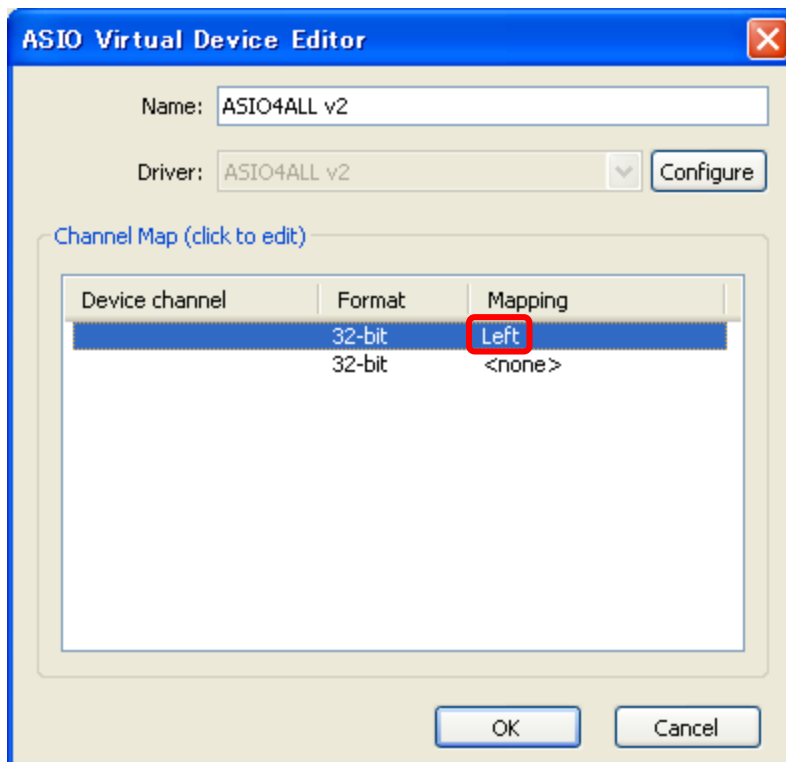 ASIO Virtual Device Editor
Name: ASIO4ALL v2
Driver: ASIO4ALL v2 Configure
Channel Map (click to edit)
Device channel Format Mapping
32-bit Left
32-bit <none>
OK Cancel